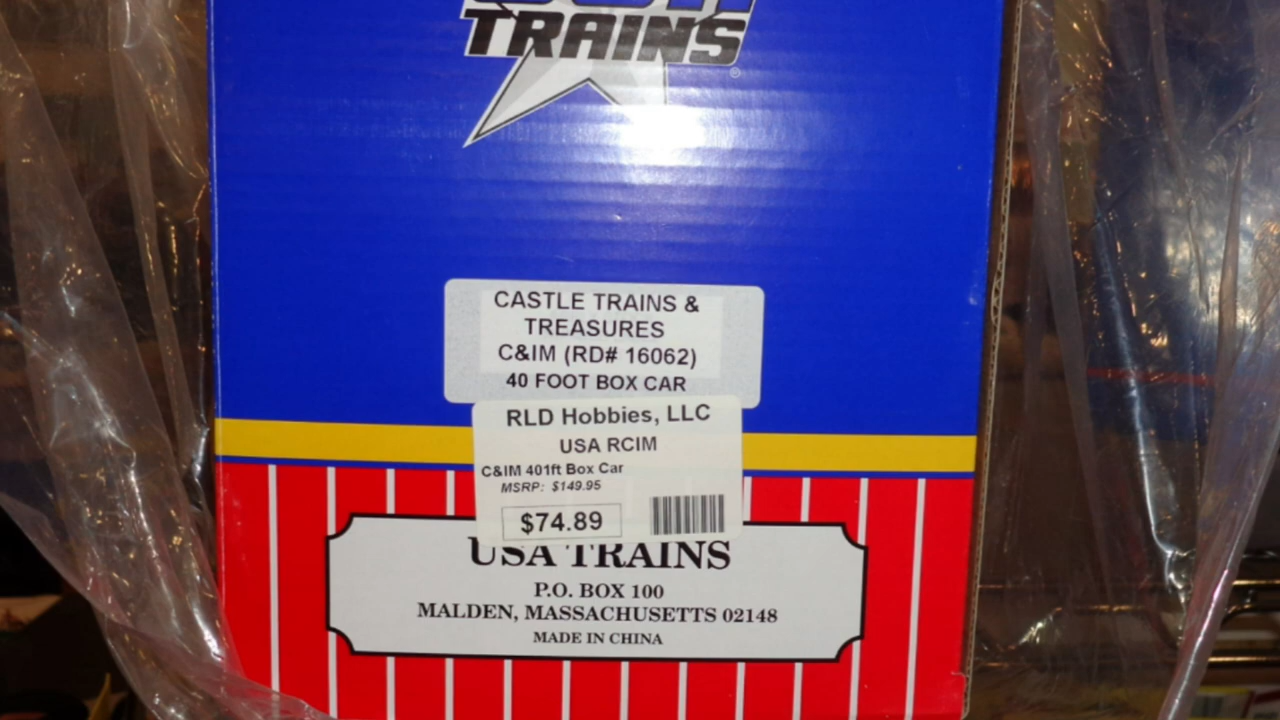 TRAINS
®
CASTLE TRAINS &
TREASURES
C&IM (RD# 16062)
40 FOOT BOX CAR
RLD Hobbies, LLC
USA RCIM
C&IM 401ft Box Car
MSRP: $149.95
$74.89
USA TRAINS
P.O. BOX 100
MALDEN, MASSACHUSETTS 02148
MADE IN CHINA